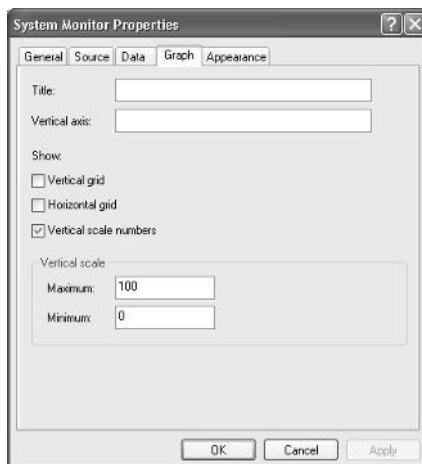 System Monitor Properties
General Source Data Graph Appearance
Title:
Vertical axis:
Show:
Vertical grid
Horizontal grid
Vertical scale numbers
Vertical scale
Maximum: 100
Minimum: 0
OK Cancel Apply